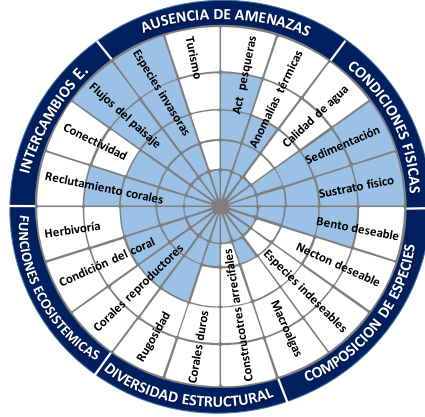 AUSENCIA DE AMENAZAS
CONDICIONES FISICAS
COMPOSICION DE ESPECIES
DIVERSIDAD ESTRUCTURAL
FUNCIONES ECOSISTEMICAS
INTERCAMBIOS E.
Turismo
Act pesqueras
Anomalías térmicas
Calidad de agua
Sedimentación
Sustrato físico
Bento deseable
Necton deseable
Especies indeseables
Macroalgas
Construcotres arrecifales
Corales duros
Rugosidad
Corales reproductores
Condición del coral
Herbivoría
Reclutamiento corales
Conectividad
Flujos del paisaje
Especies invasoras